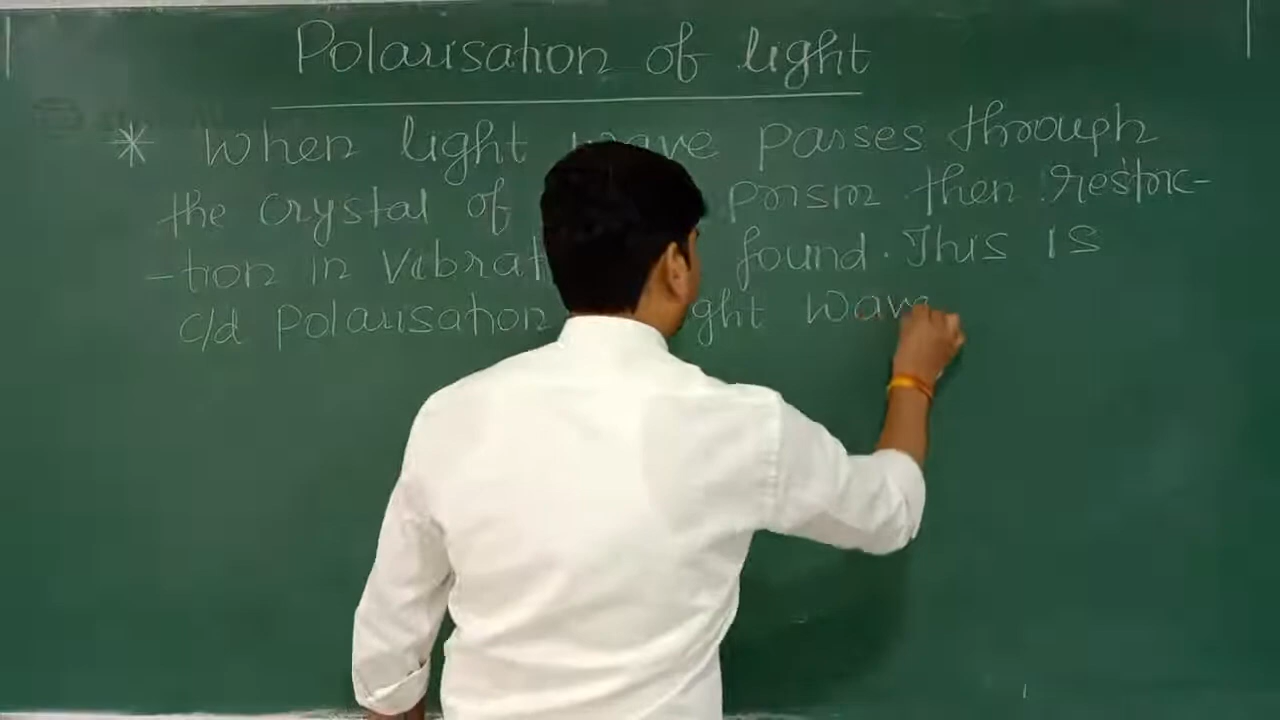 Polarisation of light
* When light wave passes through
the crystal of prism then restric-
-tion in Vibrat found. This is
c/d polarisation ght wave